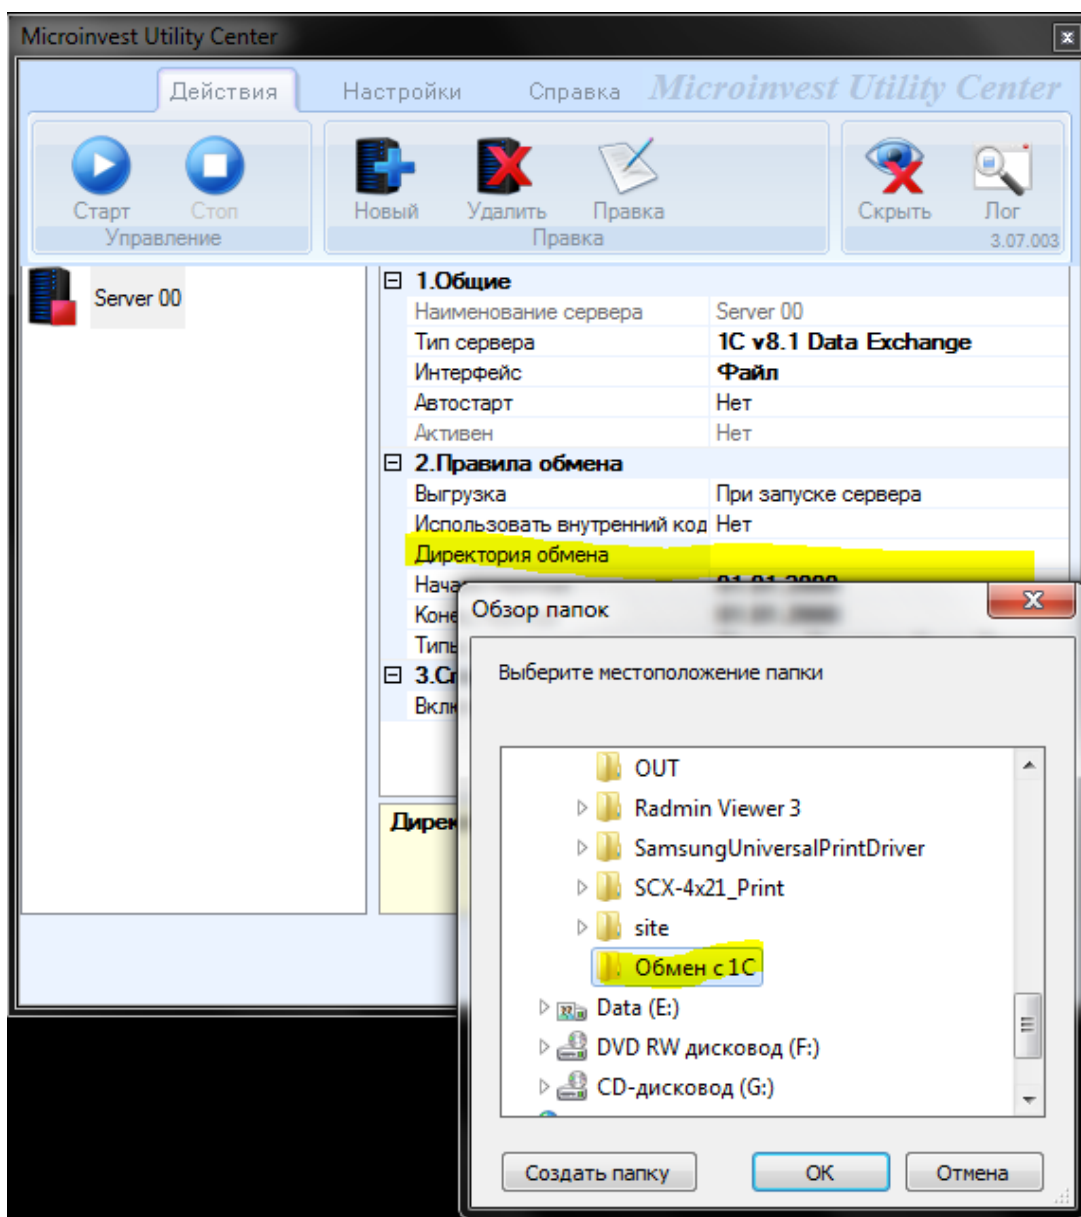 Microinvest Utility Center
Действия Настройки Справка Microinvest Utility Center
Старт Стоп Новый Удалить Правка Скрыть Лог
Управление Правка 3.07.003
Server 00
1.Общие
Наименование сервера Server 00
Тип сервера 1C v8.1 Data Exchange
Интерфейс Файл
Автостарт Нет
Активен Нет
2.Правила обмена
Выгрузка При запуске сервера
Использовать внутренний код Нет
Директория обмена
Обзор папок
Выберите местоположение папки
OUT
Radmin Viewer 3
SamsungUniversalPrintDriver
SCX-4x21_Print
site
Обмен с 1С
Data (E:)
DVD RW дисковод (F:)
CD-дисковод (G:)
Создать папку OK Отмена